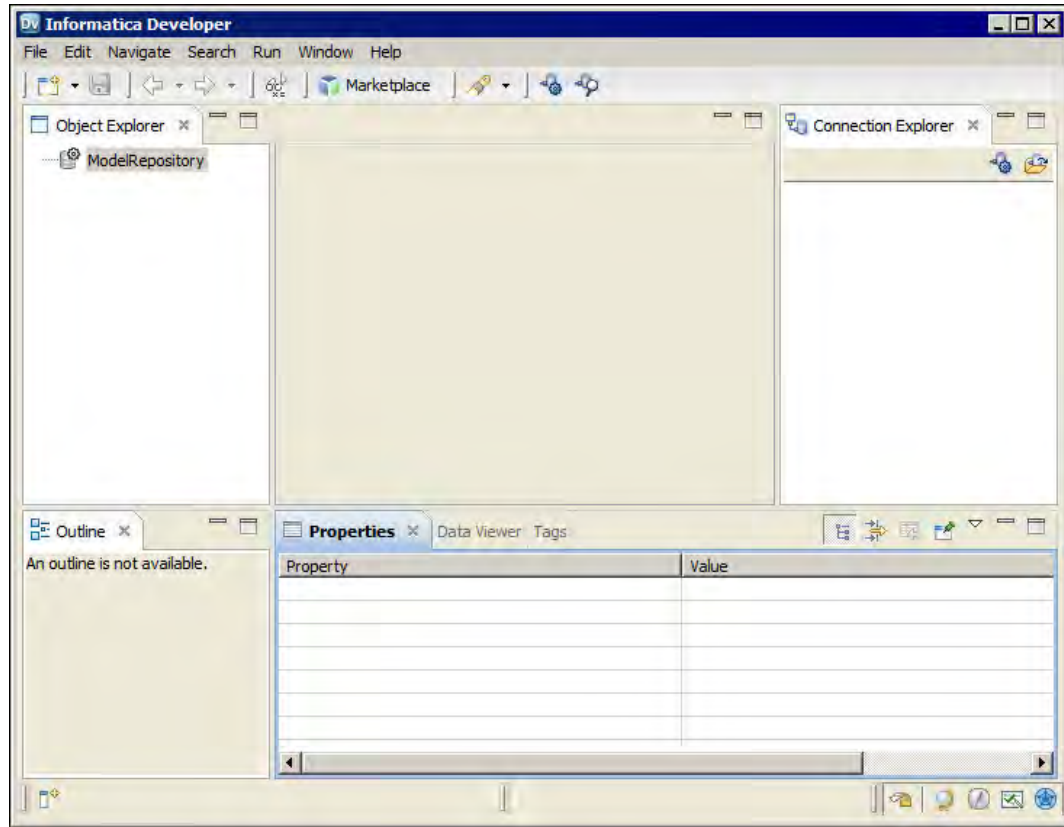 Dv Informatica Developer
File Edit Navigate Search Run Window Help
Marketplace
Object Explorer
Connection Explorer
ModelRepository
Outline
Properties Data Viewer Tags
An outline is not available.
Property Value